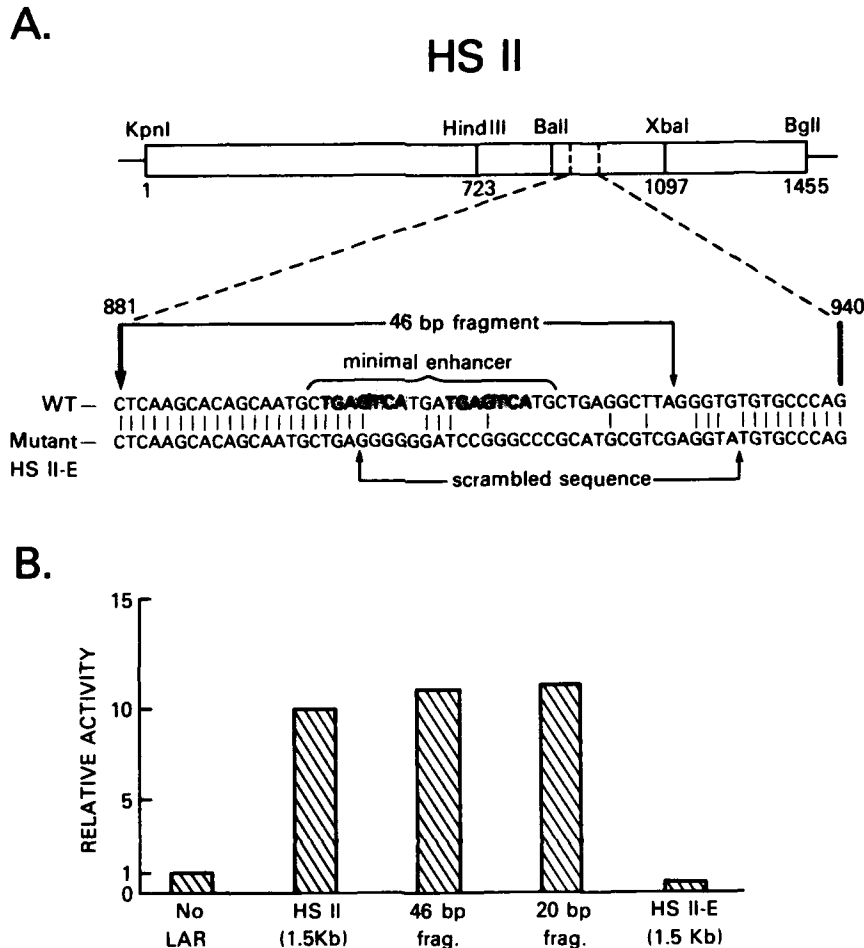 A.
HS II
KpnI HindIII BalI XbaI BglI
1 723 1097 1455
881 940
46 bp fragment
minimal enhancer
WT — CTCAAGCACAGCAATGCTGAGTCATGATGAGTCATGCTGAGGCTTAGGGTGTGTGCCCAG
Mutant — CTCAAGCACAGCAATGCTGAGGGGGGATCCGGGCCCGCATGCGTCGAGGTATGTGCCCAG
HS II-E
scrambled sequence
B.
RELATIVE ACTIVITY
15
10
5
1
0
No LAR
HS II (1.5Kb)
46 bp frag.
20 bp frag.
HS II-E (1.5 Kb)